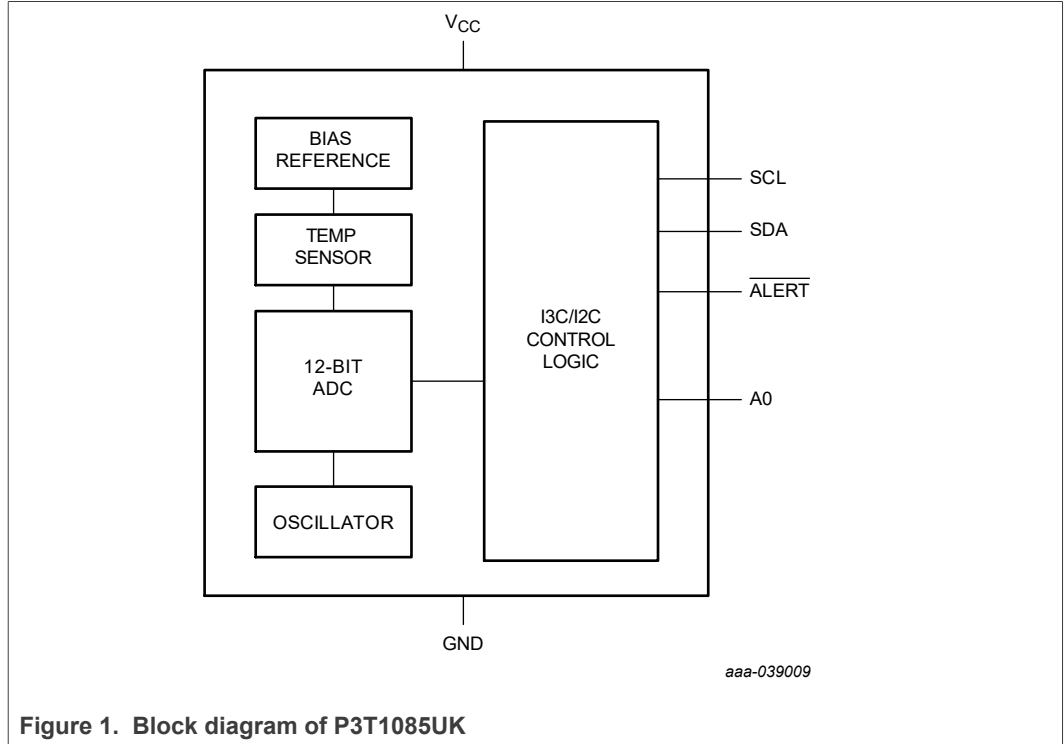 VCC
BIAS
REFERENCE
TEMP
SENSOR
12-BIT
ADC
OSCILLATOR
I3C/I2C
CONTROL
LOGIC
SCL
SDA
ALERT
A0
GND
aaa-039009
Figure 1. Block diagram of P3T1085UK